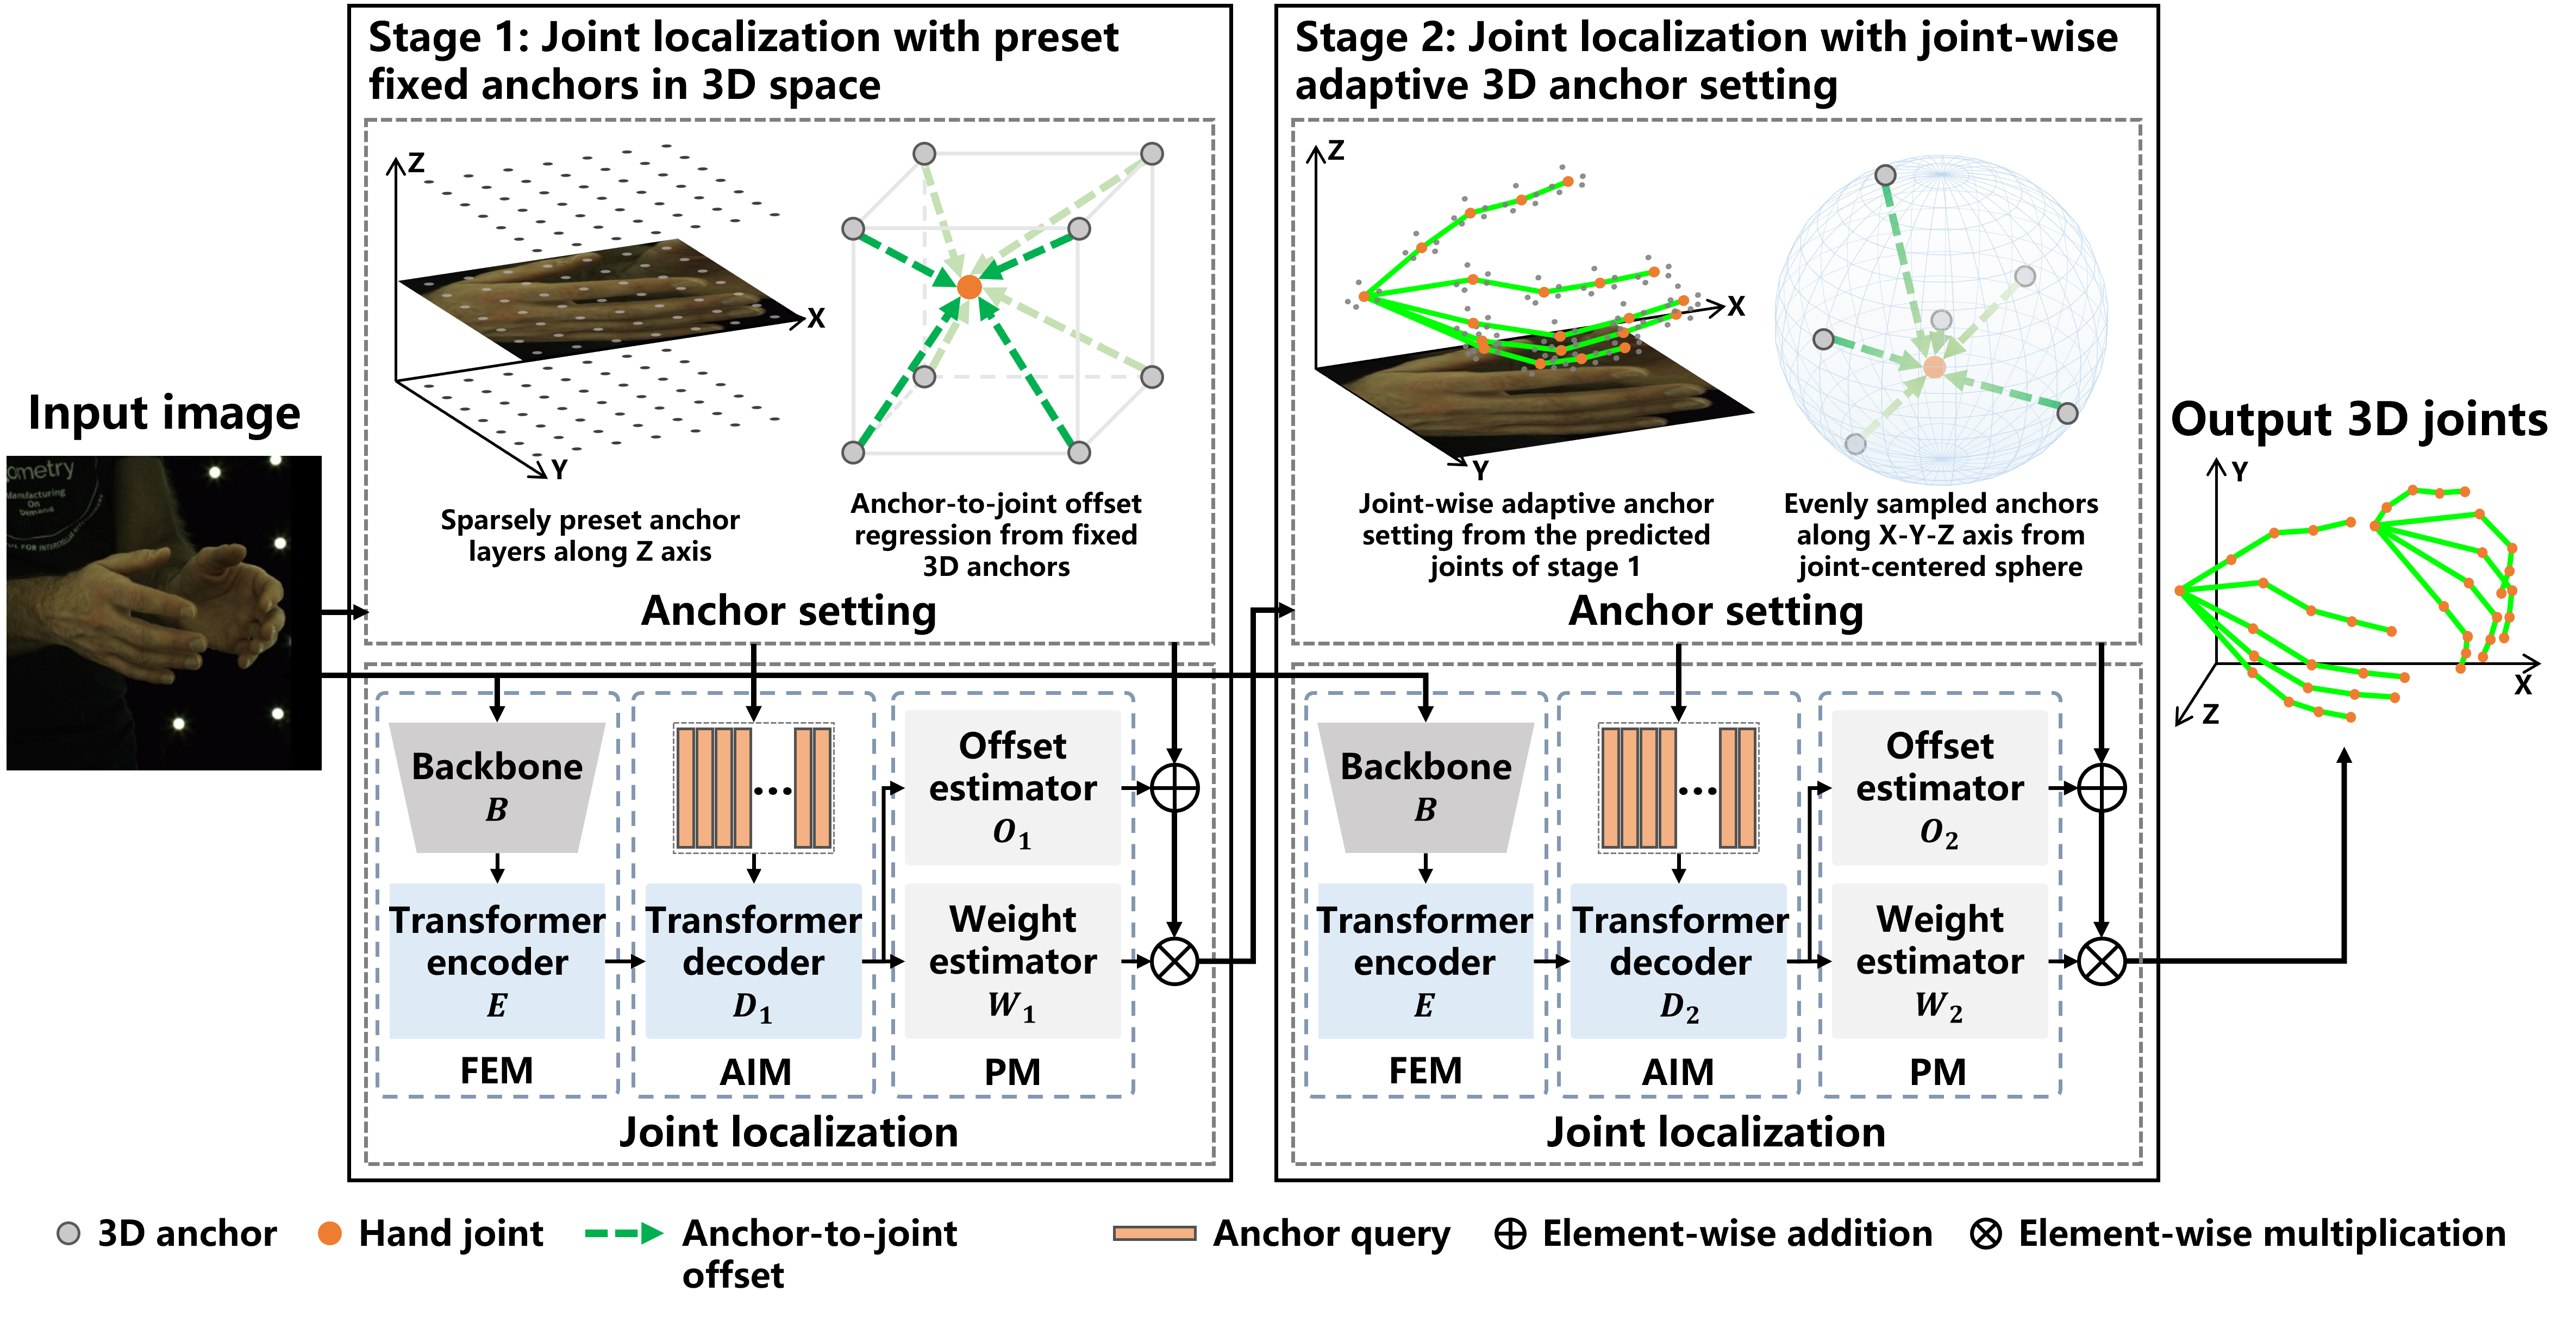 Stage 1: Joint localization with preset
fixed anchors in 3D space
Z
X
Y
Sparsely preset anchor
layers along Z axis
Anchor-to-joint offset
regression from fixed
3D anchors
Anchor setting
Backbone
B
Transformer
encoder
E
FEM
Transformer
decoder
D₁
AIM
Offset
estimator
O₁
Weight
estimator
W₁
PM
Joint localization
Stage 2: Joint localization with joint-wise
adaptive 3D anchor setting
Z
X
Y
Joint-wise adaptive anchor
setting from the predicted
joints of stage 1
Evenly sampled anchors
along X-Y-Z axis from
joint-centered sphere
Anchor setting
Backbone
B
Transformer
encoder
E
FEM
Transformer
decoder
D₂
AIM
Offset
estimator
O₂
Weight
estimator
W₂
PM
Joint localization
Input image
ometry
Manufacturing
On
Demand
Output 3D joints
Y
X
Z
3D anchor
Hand joint
Anchor-to-joint
offset
Anchor query
Element-wise addition
Element-wise multiplication